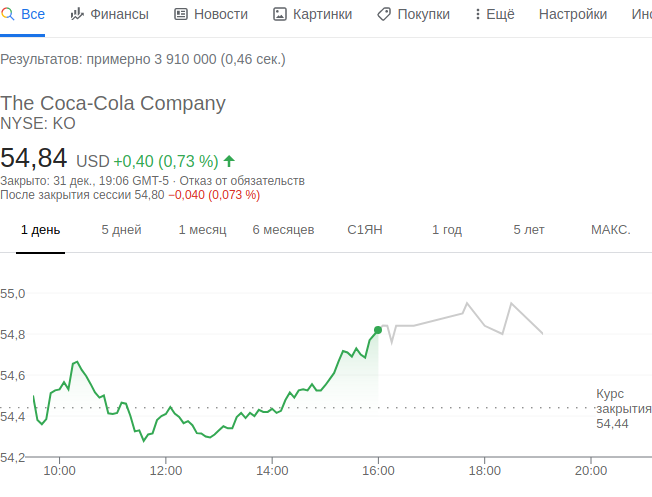 Все Финансы Новости Картинки Покупки Ещё Настройки
Результатов: примерно 3 910 000 (0,46 сек.)
The Coca-Cola Company
NYSE: KO
54,84 USD +0,40 (0,73 %)
Закрыто: 31 дек., 19:06 GMT-5 · Отказ от обязательств
После закрытия сессии 54,80 −0,040 (0,073 %)
1 день 5 дней 1 месяц 6 месяцев С1ЯН 1 год 5 лет МАКС.
55,0
54,8
54,6
Курс
54,4 закрытия
54,44
54,2
10:00 12:00 14:00 16:00 18:00 20:00